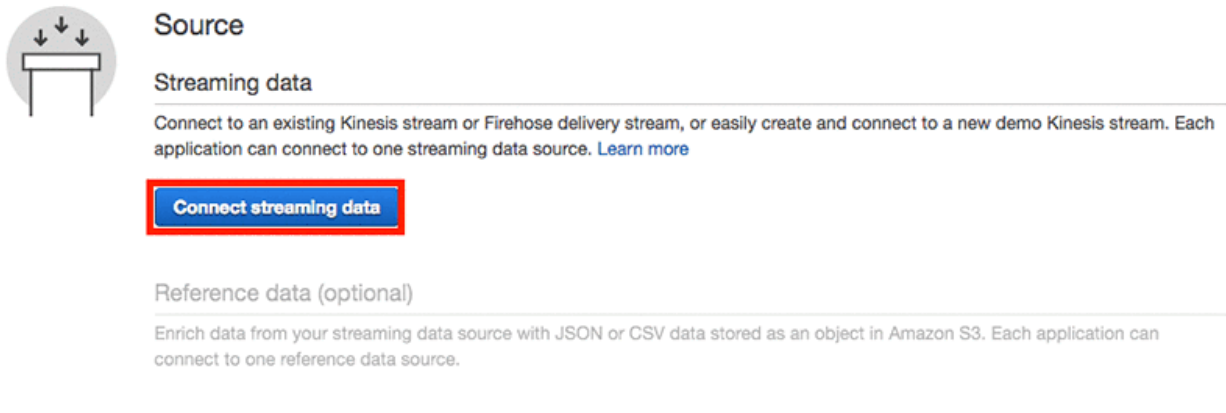 Source
Streaming data
Connect to an existing Kinesis stream or Firehose delivery stream, or easily create and connect to a new demo Kinesis stream. Each
application can connect to one streaming data source. Learn more
Connect streaming data
Reference data (optional)
Enrich data from your streaming data source with JSON or CSV data stored as an object in Amazon S3. Each application can
connect to one reference data source.